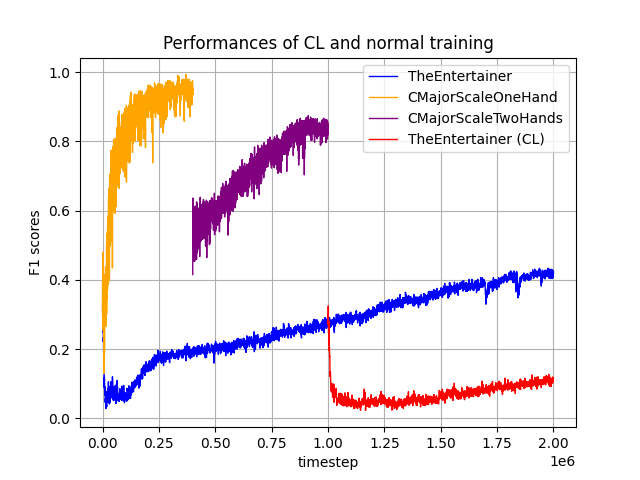 Performances of CL and normal training
TheEntertainer
CMajorScaleOneHand
CMajorScaleTwoHands
TheEntertainer (CL)
F1 scores
1.0
0.8
0.6
0.4
0.2
0.0
0.00 0.25 0.50 0.75 1.00 1.25 1.50 1.75 2.00
timestep
1e6